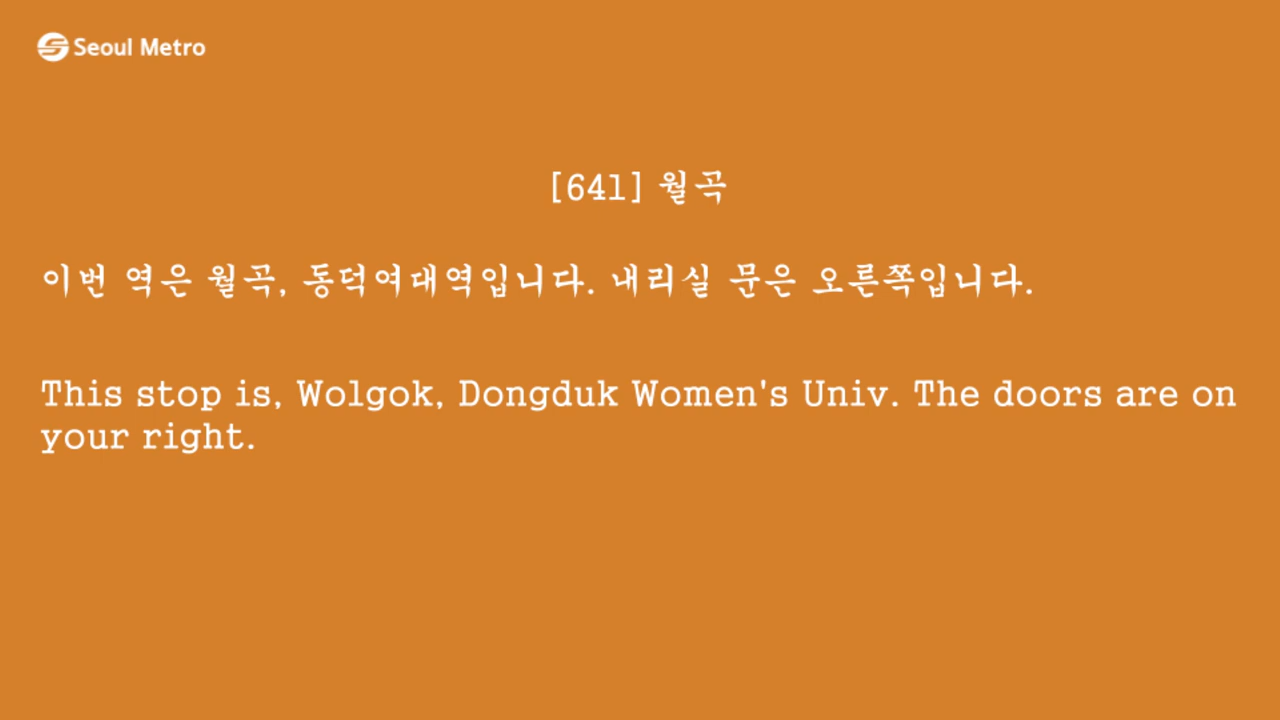 Seoul Metro
[641] 월곡
이번 역은 월곡, 동덕여대역입니다. 내리실 문은 오른쪽입니다.
This stop is, Wolgok, Dongduk Women's Univ. The doors are on
your right.